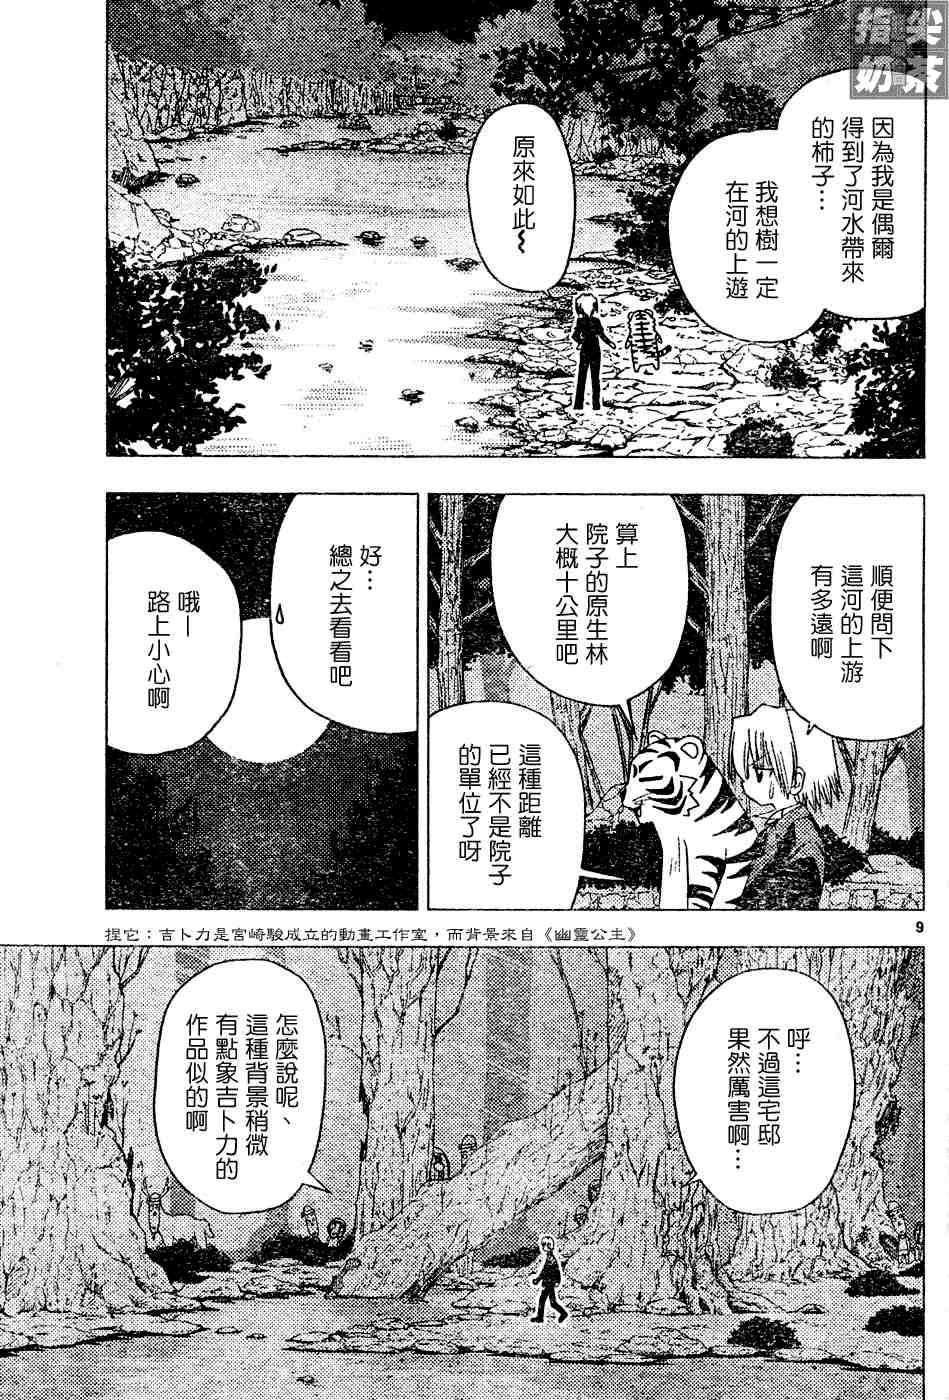 指尖
奶茶
因為我是偶爾
得到了河水帶來
的柿子…
我想樹一定
在河的上遊
原來如此~
順便問下
這河的上游
有多遠啊
算上
院子的原生林
大概十公里吧
這種距離
已經不是院子
的單位了呀
好…
總之去看看吧
哦—
路上小心啊
9
捏它：吉卜力是宮崎駿成立的動畫工作室，而背景來自《幽靈公主》
呼…
不過這宅邸
果然厲害啊…
怎麼說呢、
這種背景稍微
有點象吉卜力的
作品似的啊